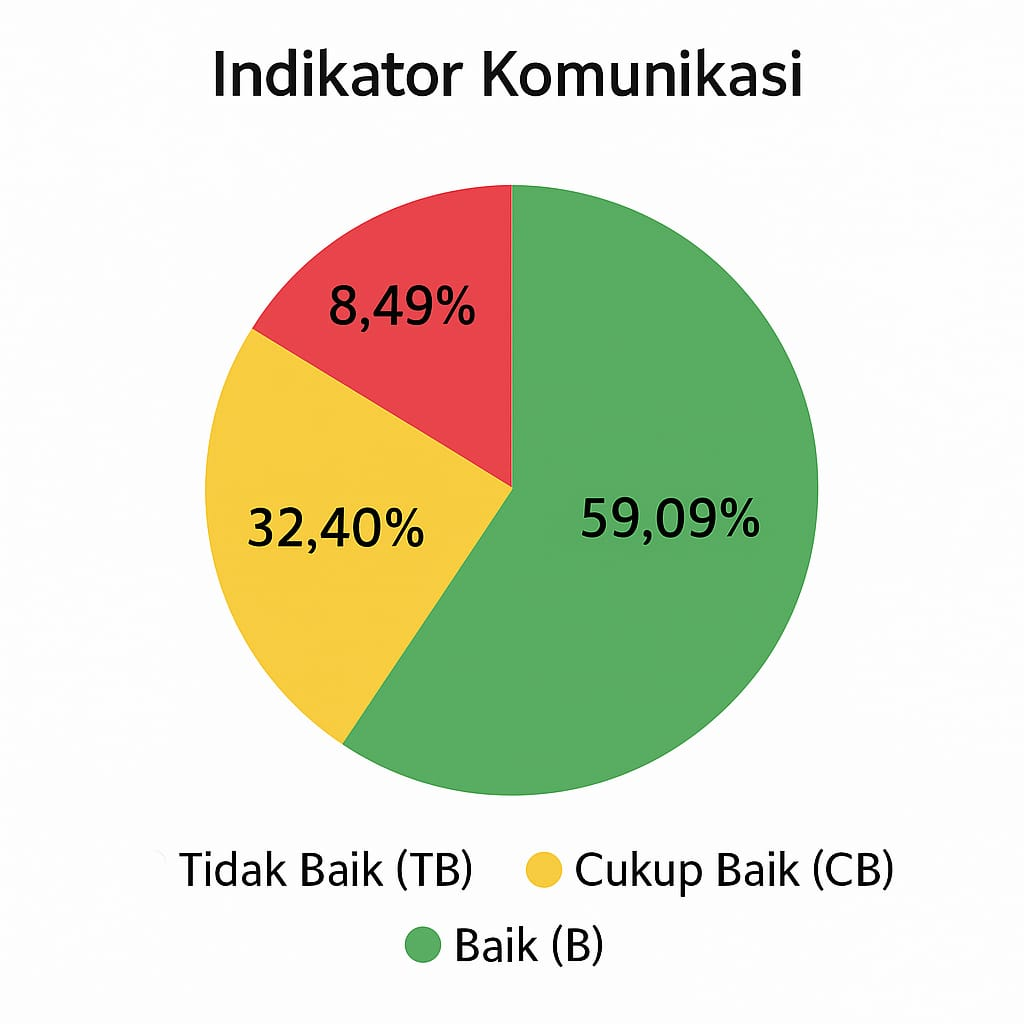 Indikator Komunikasi
8,49%
32,40%
59,09%
Tidak Baik (TB) Cukup Baik (CB)
Baik (B)